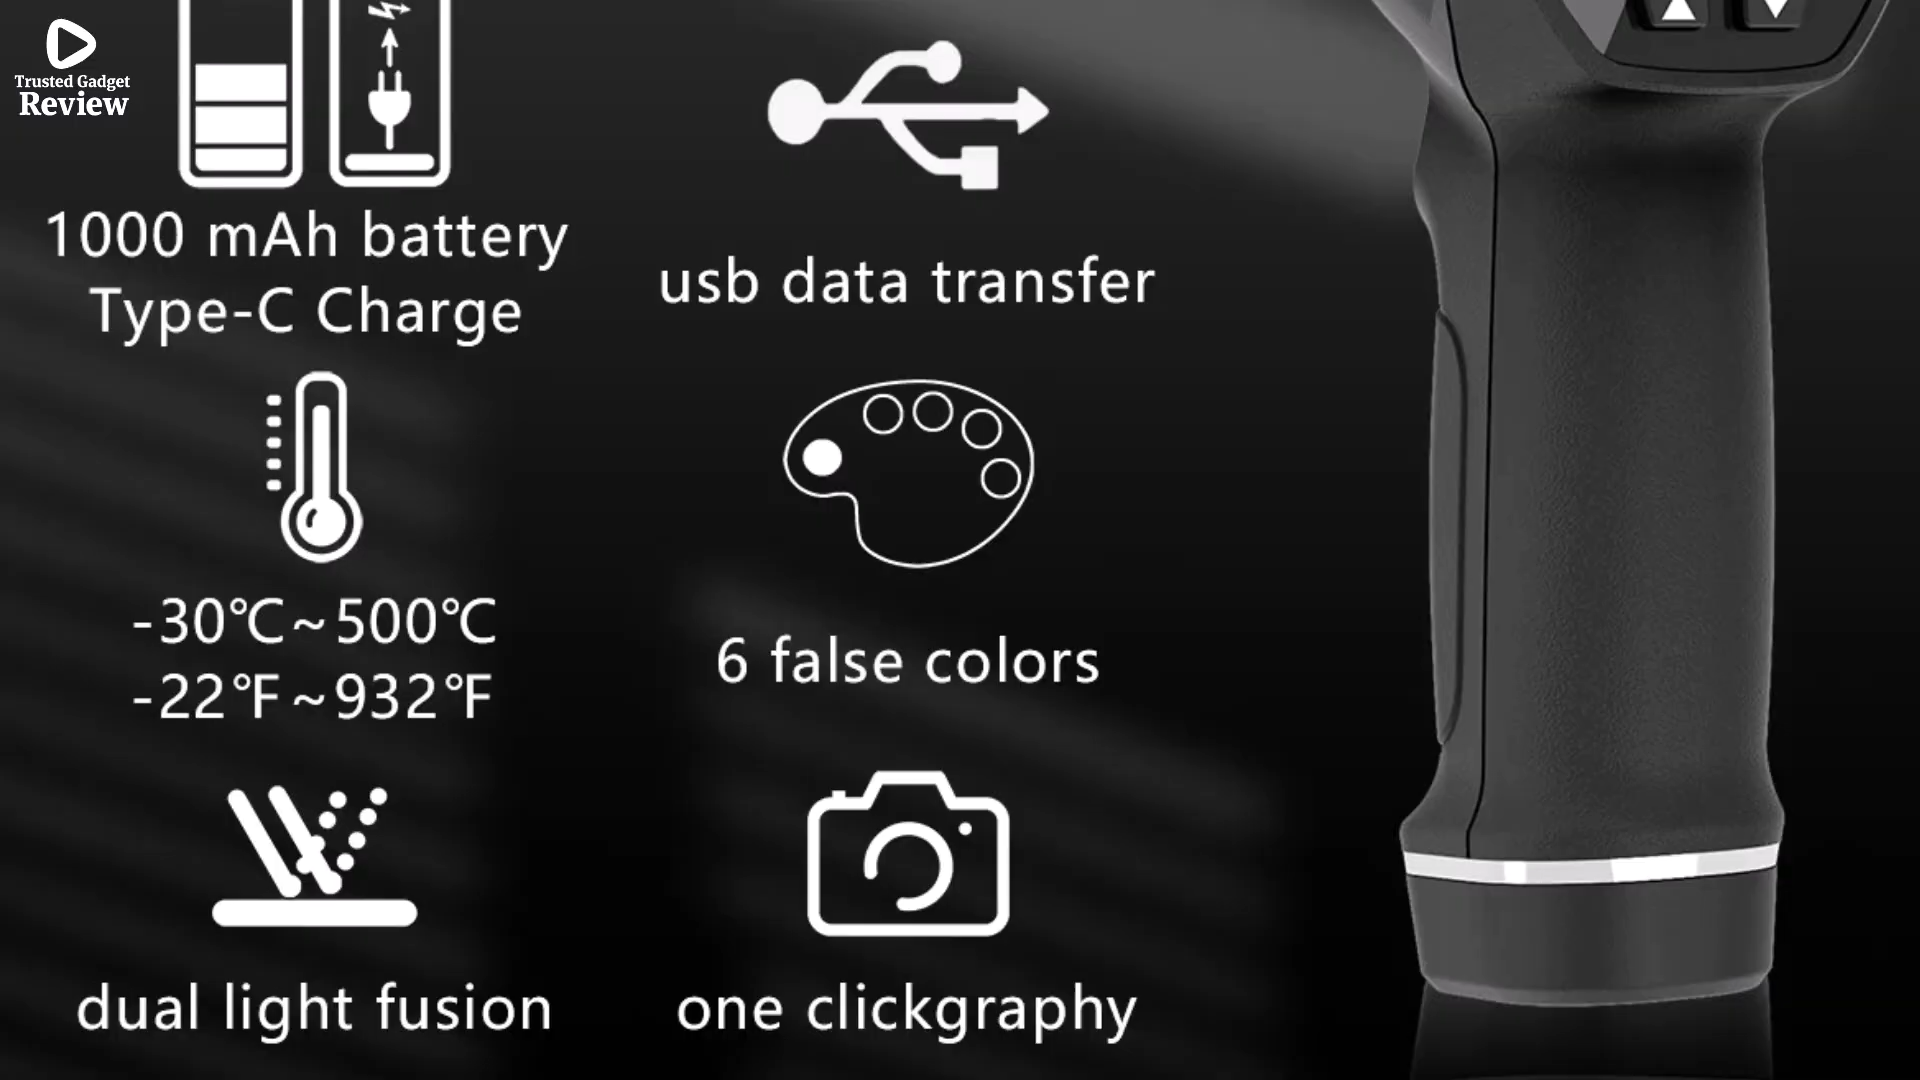 Trusted Gadget
Review
1000 mAh battery
Type-C Charge
usb data transfer
-30℃~500℃
-22℉~932℉
6 false colors
dual light fusion
one clickgraphy